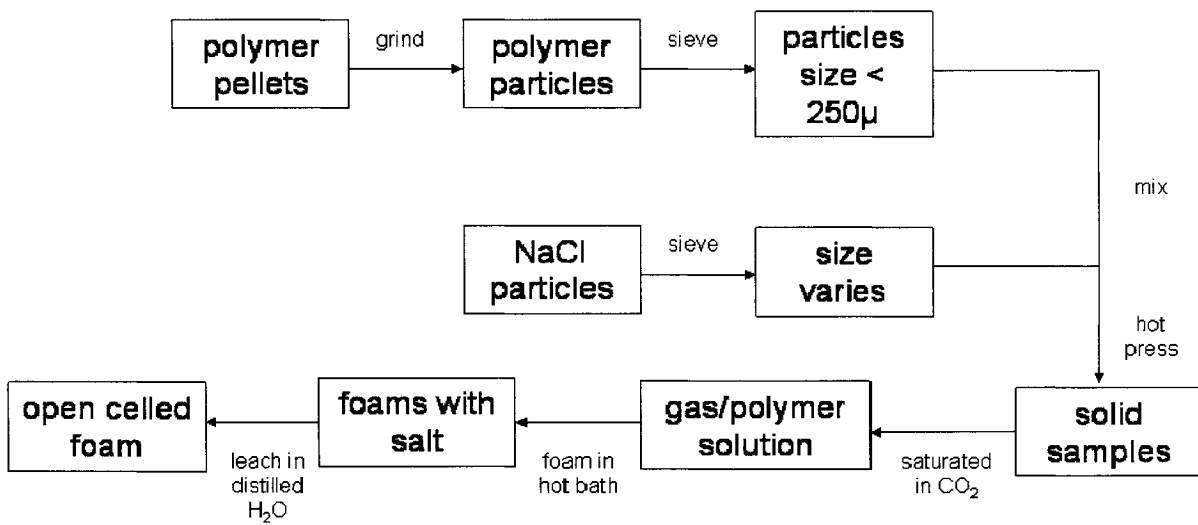 polymer
pellets
grind
polymer
particles
sieve
particles
size <
250µ
mix
NaCl
particles
sieve
size
varies
hot
press
solid
samples
saturated
in CO₂
gas/polymer
solution
foam in
hot bath
foams with
salt
leach in
distilled
H₂O
open celled
foam